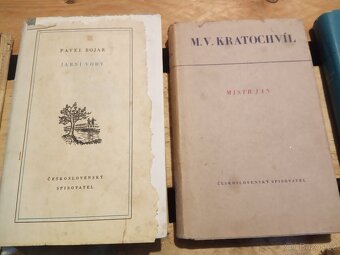 PAVEL BOJAR
JARNÍ VODY
ČESKOSLOVENSKÝ
SPISOVATEL
M. V. KRATOCHVÍL
MISTR JAN
ČESKOSLOVENSKÝ SPISOVATEL